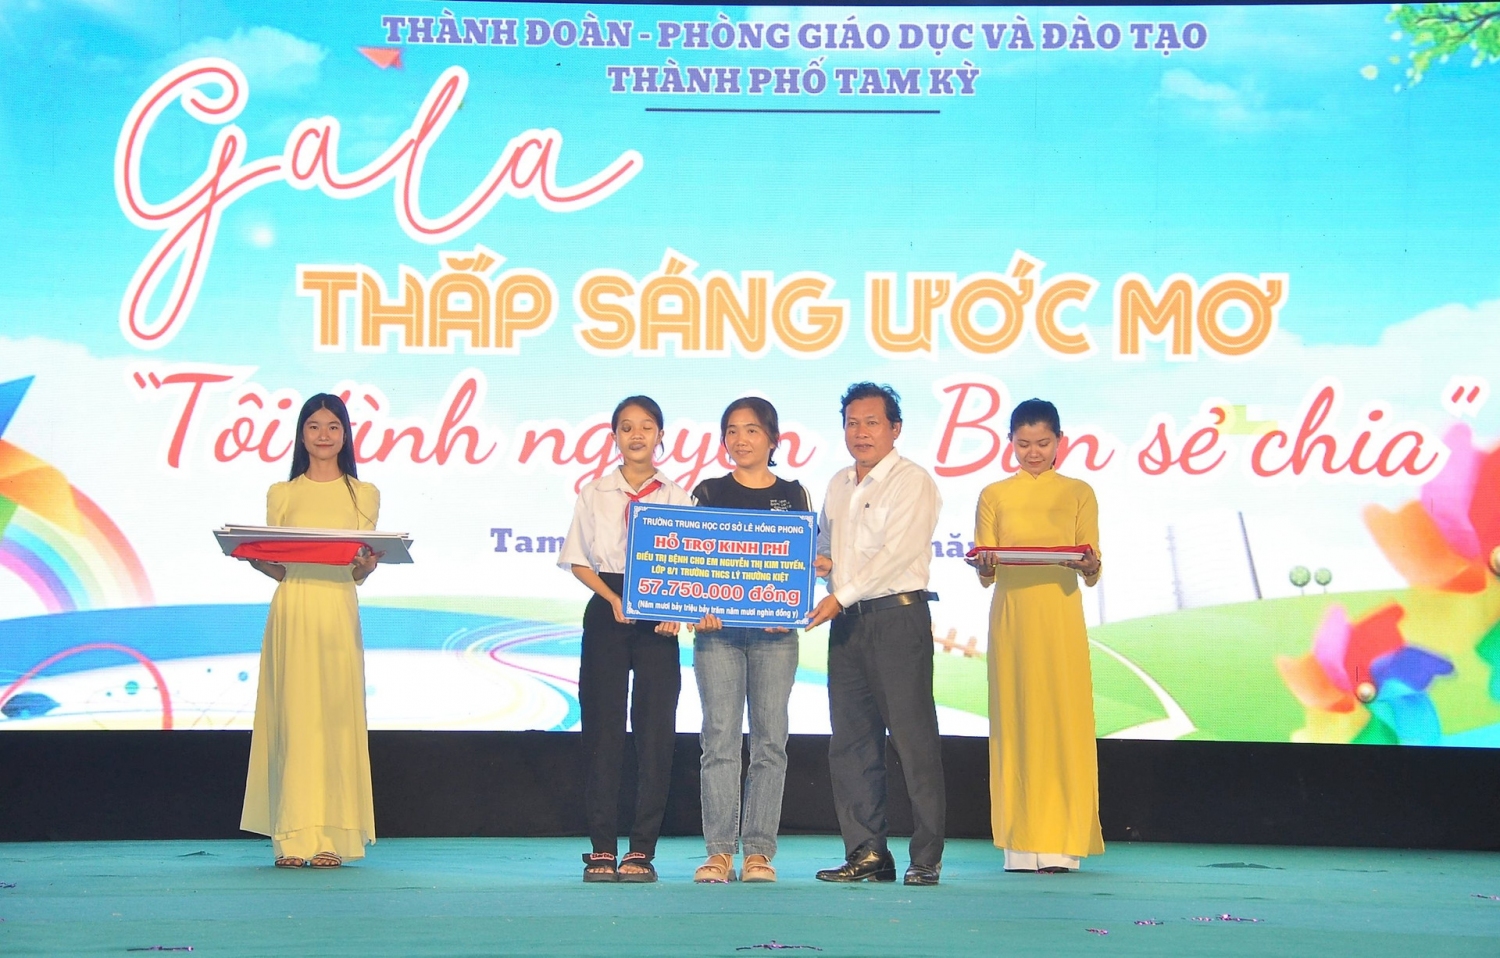 THÀNH ĐOÀN - PHÒNG GIÁO DỤC VÀ ĐÀO TẠO
THÀNH PHỐ TAM KỲ
Gala
THẮP SÁNG ƯỚC MƠ
"Tôi tình nguyện Bạn sẻ chia"
Tam
TRƯỜNG TRUNG HỌC CƠ SỞ LÊ HỒNG PHONG
HỖ TRỢ KINH PHÍ
ĐIỀU TRỊ BỆNH CHO EM NGUYỄN THỊ KIM TUYẾN,
LỚP 8/1 TRƯỜNG THCS LÝ THƯỜNG KIỆT
57.750.000 đồng
(Năm mươi bảy triệu bảy trăm năm mươi nghìn đồng y)